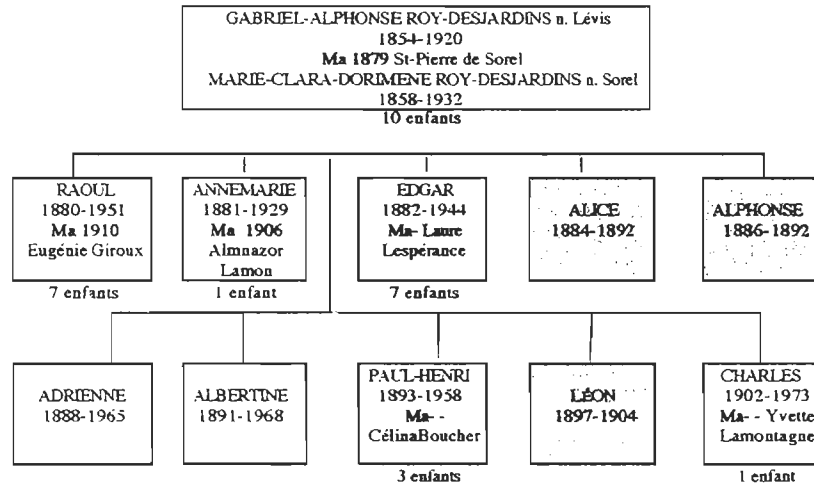 GABRIEL-ALPHONSE ROY-DESJARDINS n. Lévis
1854-1920
Ma 1879 St-Pierre de Sorel
MARIE-CLARA-DORIMENE ROY-DESJARDINS n. Sorel
1858-1932
10 enfants
RAOUL
1880-1951
Ma 1910
Eugénie Giroux
7 enfants
ANNEMARIE
1881-1929
Ma 1906
Almnazor
Lamon
1 enfant
EDGAR
1882-1944
Ma- Laure
Lespérance
7 enfants
ALICE
1884-1892
ALPHONSE
1886-1892
ADRIENNE
1888-1965
ALBERTINE
1891-1968
PAUL-HENRI
1893-1958
Ma- -
CélinaBoucher
3 enfants
LÉON
1897-1904
CHARLES
1902-1973
Ma- - Yvette
Lamontagne
1 enfant